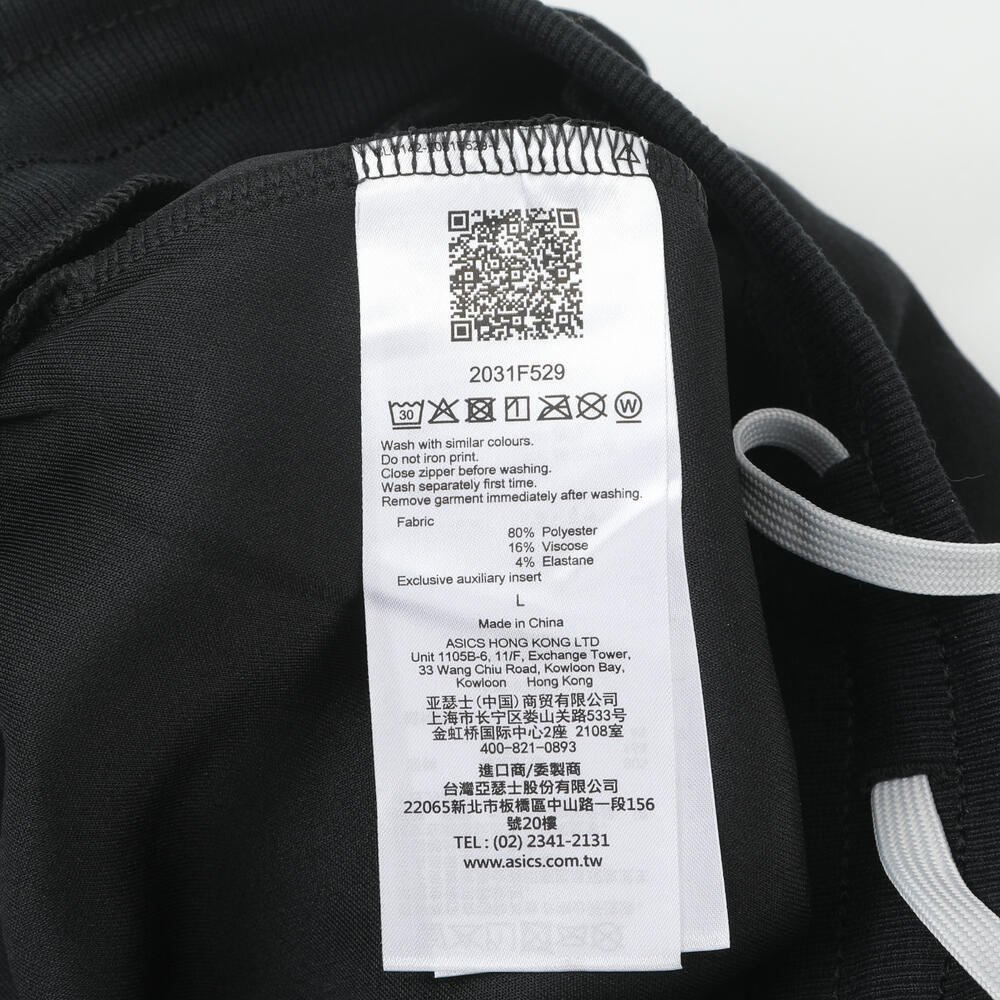 2031F529
30
W
Wash with similar colours.
Do not iron print.
Close zipper before washing.
Wash separately first time.
Remove garment immediately after washing.
Fabric
80% Polyester
16% Viscose
4% Elastane
Exclusive auxiliary insert
L
Made in China
ASICS HONG KONG LTD
Unit 1105B-6, 11/F, Exchange Tower,
33 Wang Chiu Road, Kowloon Bay,
Kowloon Hong Kong
亚瑟士(中国)商贸有限公司
上海市长宁区娄山关路533号
金虹桥国际中心2座 2108室
400-821-0893
進口商/委製商
台灣亞瑟士股份有限公司
22065新北市板橋區中山路一段156
號20樓
TEL : (02) 2341-2131
www.asics.com.tw